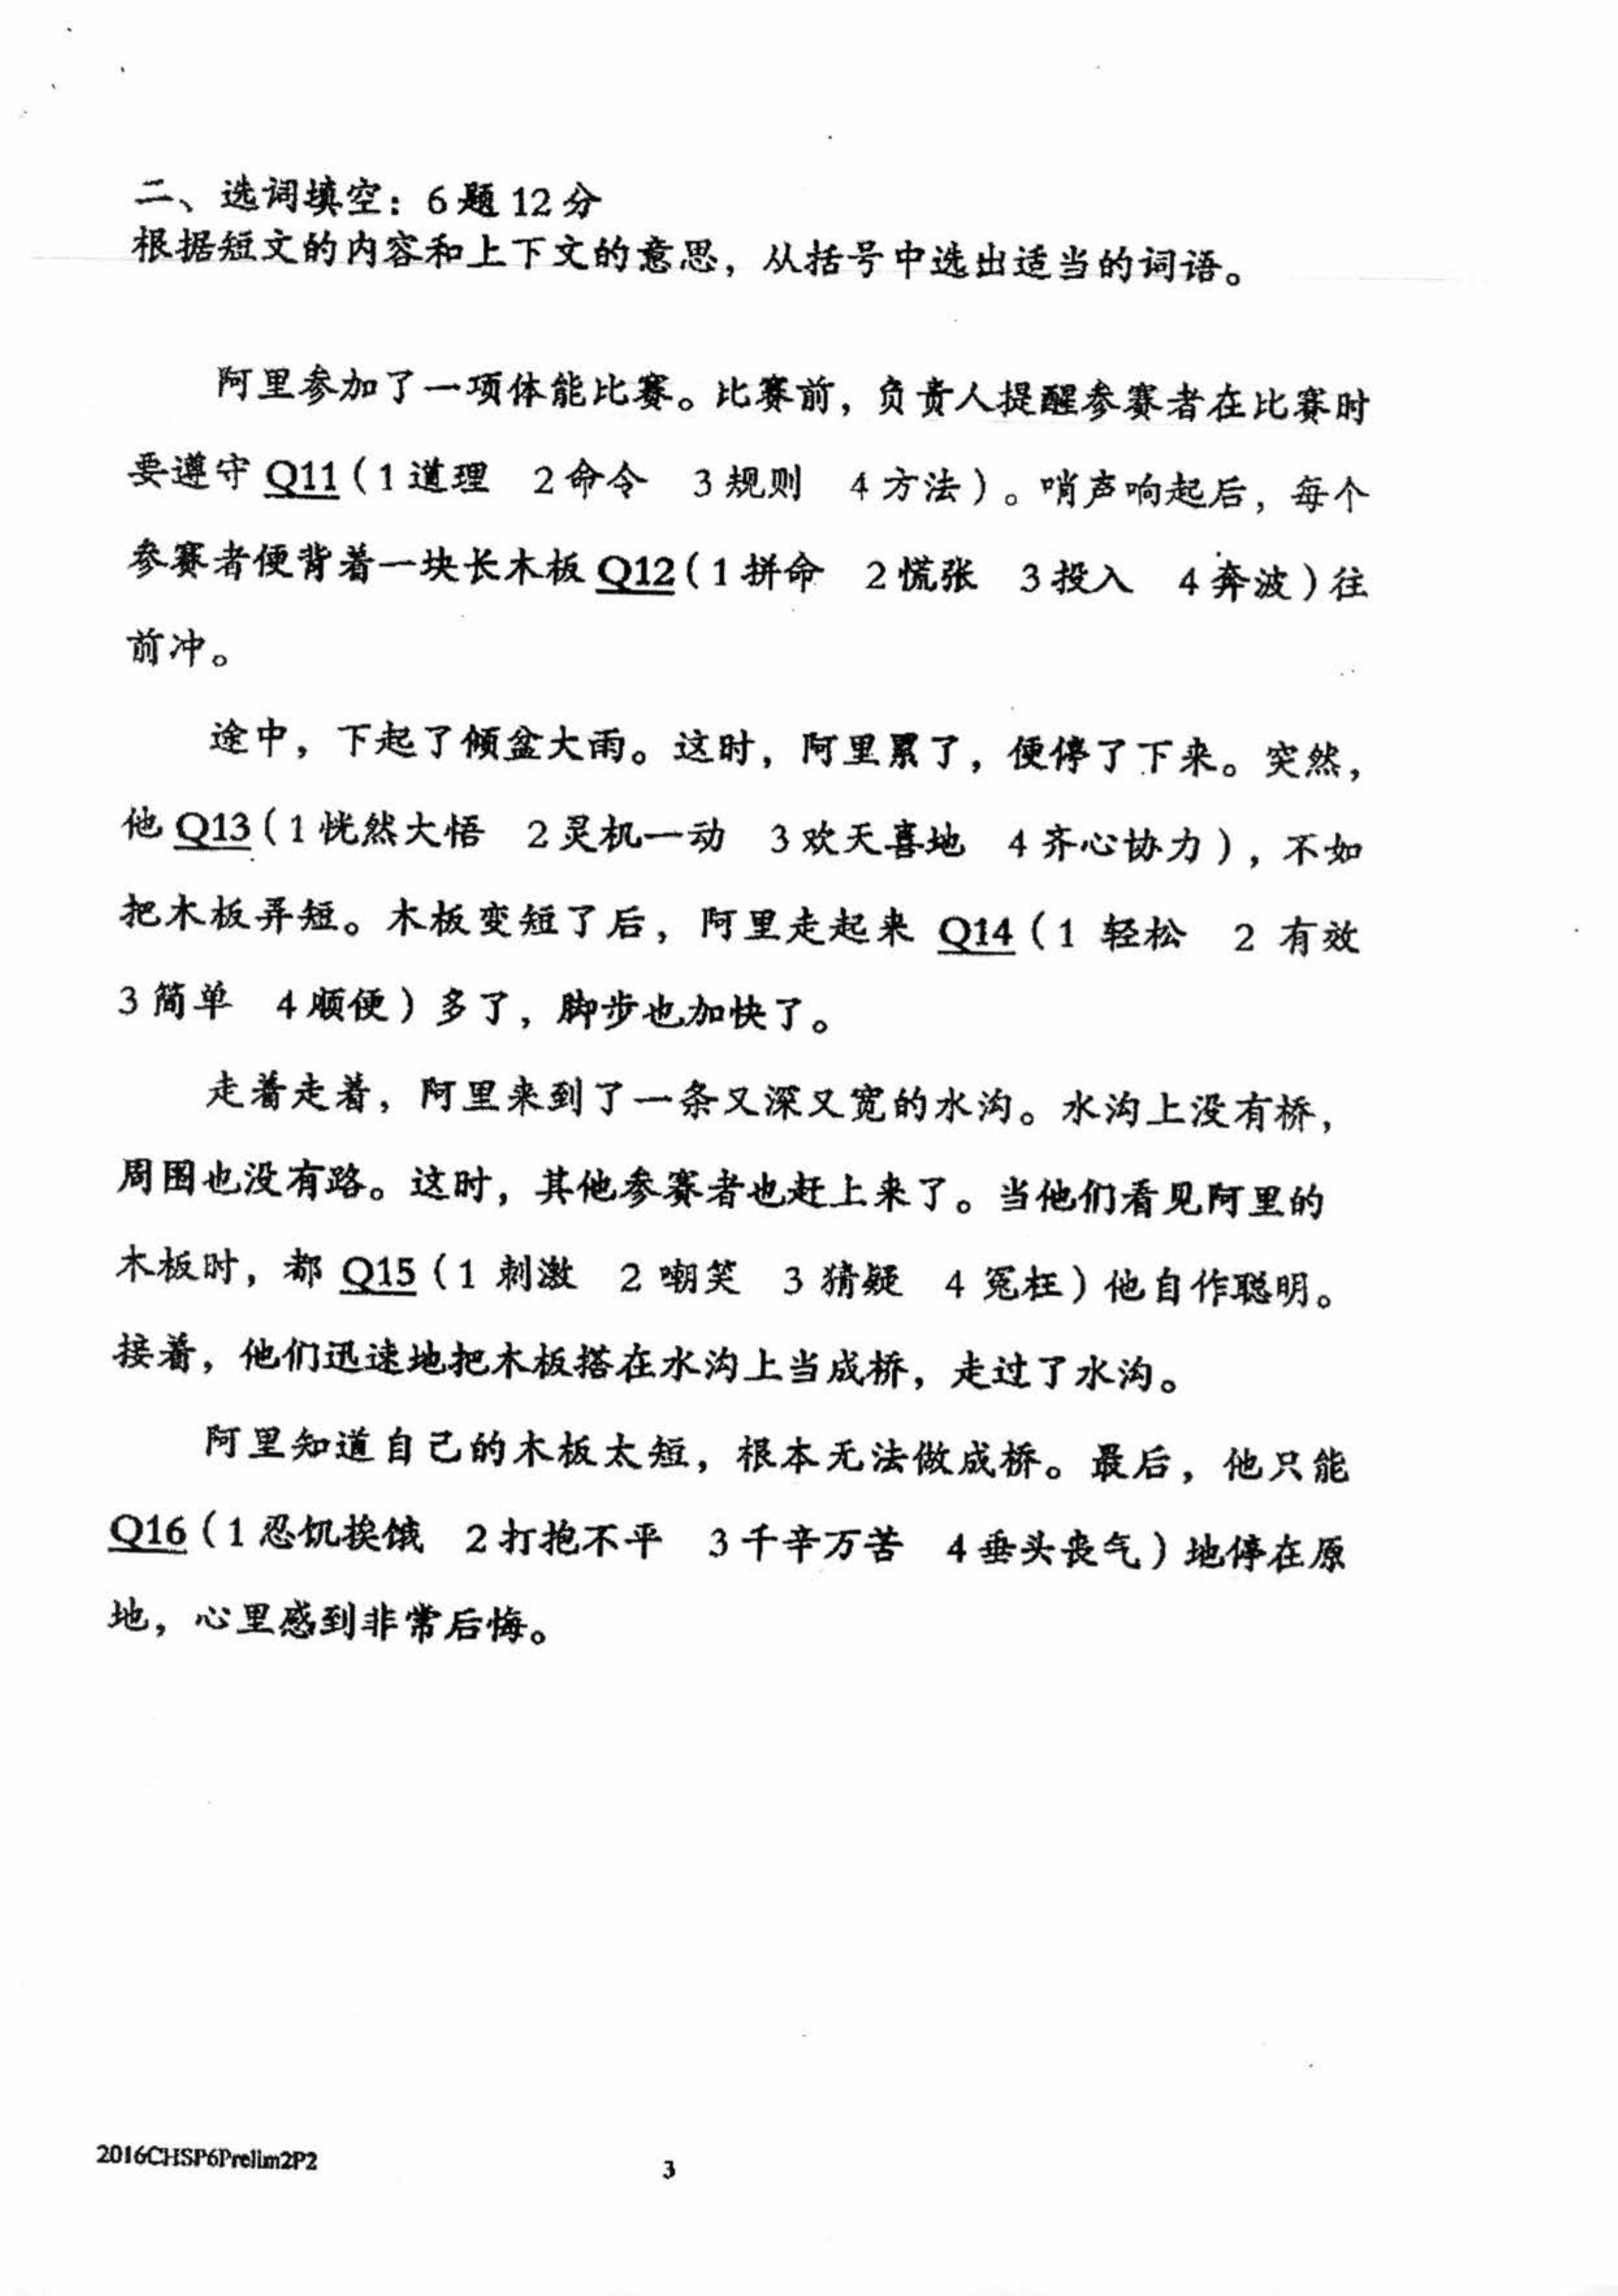 二、选词填空：6题12分
根据短文的内容和上下文的意思，从括号中选出适当的词语。
阿里参加了一项体能比赛。比赛前，负责人提醒参赛者在比赛时
要遵守 Q11（1道理 2命令 3规则 4方法）。哨声响起后，每个
参赛者便背着一块长木板 Q12（1拼命 2慌张 3投入 4奔波）往
前冲。
途中，下起了倾盆大雨。这时，阿里累了，便停了下来。突然，
他 Q13（1恍然大悟 2灵机一动 3欢天喜地 4齐心协力），不如
把木板弄短。木板变短了后，阿里走起来 Q14（1 轻松 2 有效
3简单 4顺便）多了，脚步也加快了。
走着走着，阿里来到了一条又深又宽的水沟。水沟上没有桥，
周围也没有路。这时，其他参赛者也赶上来了。当他们看见阿里的
木板时，都 Q15（1 刺激 2 嘲笑 3 猜疑 4 冤枉）他自作聪明。
接着，他们迅速地把木板搭在水沟上当成桥，走过了水沟。
阿里知道自己的木板太短，根本无法做成桥。最后，他只能
Q16（1忍饥挨饿 2打抱不平 3千辛万苦 4垂头丧气）地停在原
地，心里感到非常后悔。
2016CHSP6Prelim2P2
3